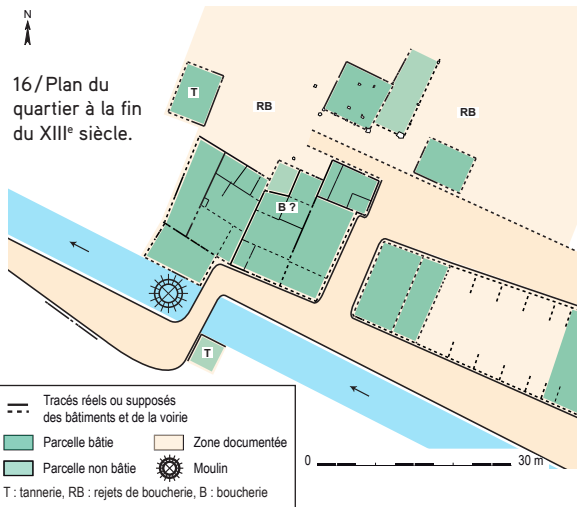 N
16/Plan du
quartier à la fin
du XIIIᵉ siècle.
T
RB
RB
B ?
T
Tracés réels ou supposés
des bâtiments et de la voirie
Parcelle bâtie
Zone documentée
Parcelle non bâtie
Moulin
T : tannerie, RB : rejets de boucherie, B : boucherie
0
30 m